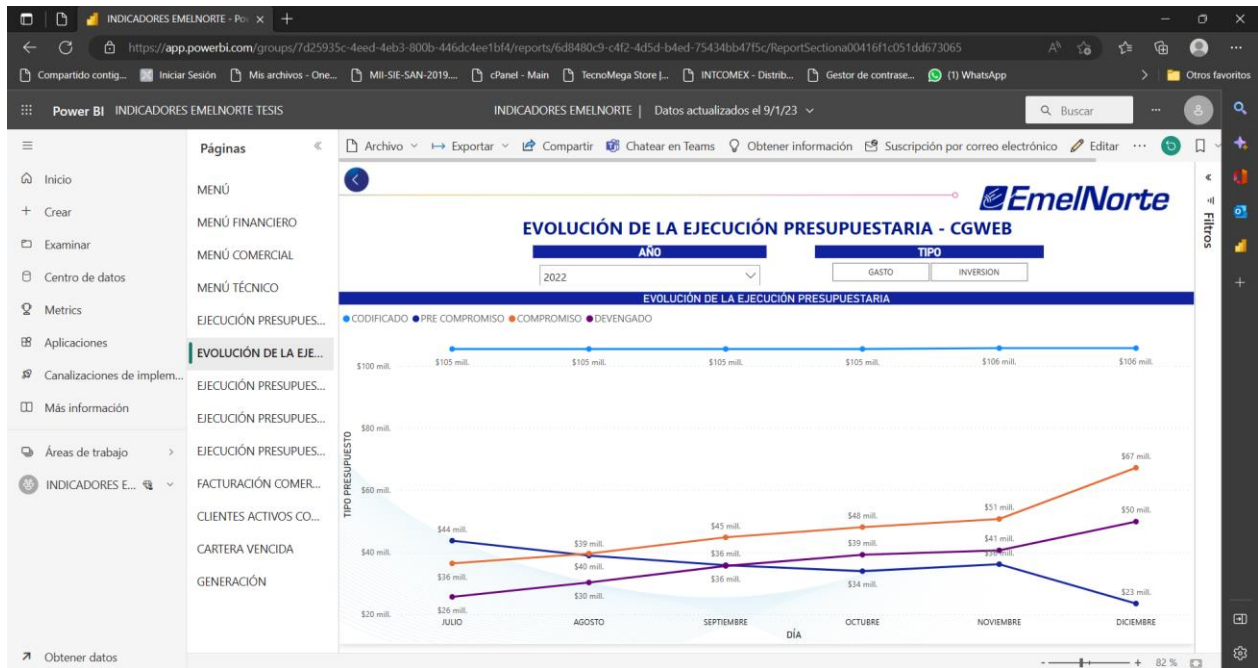 INDICADORES EMELNORTE - Po
https://app.powerbi.com/groups/7d25935c-4eed-4eb3-800b-446dc4ee1bf4/reports/6d8480c9-c4f2-4d5d-b4ed-75434bb47f5c/ReportSectiona00416f1c051dd673065
Compartido contig... Iniciar Sesión Mis archivos - One... MII-SIE-SAN-2019.... cPanel - Main TecnoMega Store |... INTCOMEX - Distrib... Gestor de contrase... (1) WhatsApp Otros favoritos
Power BI INDICADORES EMELNORTE TESIS INDICADORES EMELNORTE | Datos actualizados el 9/1/23 Buscar
Páginas
Archivo Exportar Compartir Chatear en Teams Obtener información Suscripción por correo electrónico Editar
Inicio
Crear
Examinar
Centro de datos
Metrics
Aplicaciones
Canalizaciones de implem...
Más información
Áreas de trabajo
INDICADORES E...
Obtener datos
MENÚ
MENÚ FINANCIERO
MENÚ COMERCIAL
MENÚ TÉCNICO
EJECUCIÓN PRESUPUES...
EVOLUCIÓN DE LA EJE...
EJECUCIÓN PRESUPUES...
EJECUCIÓN PRESUPUES...
EJECUCIÓN PRESUPUES...
FACTURACIÓN COMER...
CLIENTES ACTIVOS CO...
CARTERA VENCIDA
GENERACIÓN
EmelNorte
Filtros
EVOLUCIÓN DE LA EJECUCIÓN PRESUPUESTARIA - CGWEB
AÑO TIPO
2022 GASTO INVERSION
EVOLUCIÓN DE LA EJECUCIÓN PRESUPUESTARIA
CODIFICADO PRE COMPROMISO COMPROMISO DEVENGADO
$100 mill. $105 mill. $105 mill. $105 mill. $105 mill. $106 mill. $106 mill.
$80 mill.
TIPO PRESUPUESTO
$67 mill.
$60 mill.
$51 mill. $50 mill.
$44 mill. $45 mill. $48 mill.
$39 mill. $39 mill. $41 mill.
$40 mill. $36 mill. $36 mill.
$36 mill. $40 mill. $36 mill. $34 mill.
$30 mill. $23 mill.
$20 mill. $26 mill.
JULIO AGOSTO SEPTIEMBRE OCTUBRE NOVIEMBRE DICIEMBRE
DÍA
82 %